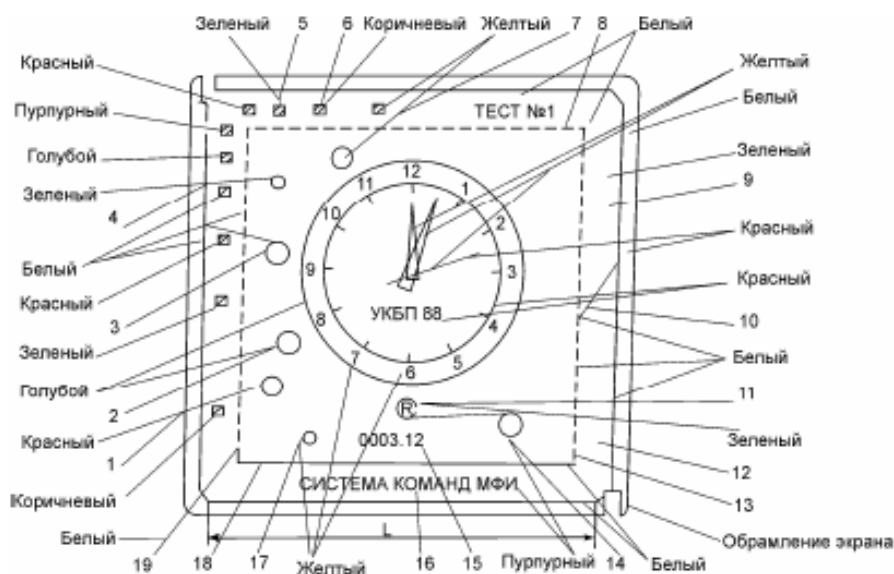 Зеленый 5 6 Коричневый Желтый 7 8 Белый
Красный
Желтый
Пурпурный
ТЕСТ №1
Белый
Голубой
Зеленый
Зеленый
9
4
12
11 1
10 2
Белый
Красный
9 3
Красный
Красный
3
УКБП 88
8 4
10
Зеленый
7 5
6
Белый
Голубой
2
11
Красный
R
Зеленый
1
0003.12
12
Коричневый
13
СИСТЕМА КОМАНД МФИ
Белый
L
Обрамление экрана
19 18 17 Желтый 16 15 Пурпурный 14 Белый